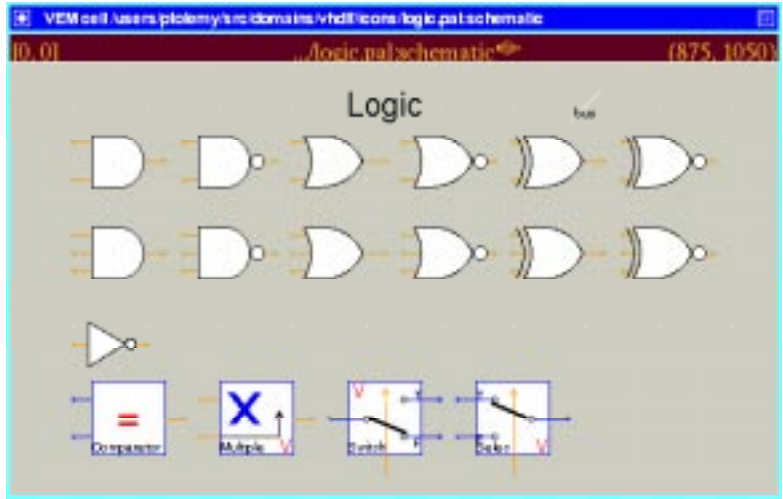 VEM cell /users/ptolemy/src/domains/vhdlf/icons/logic.pal:schematic
[0, 0] .../logic.pal:schematic (875, 1050)
Logic
bus
=
X
V
V
T
F
T
F
V
Comparator
Multiple
Switch
Select